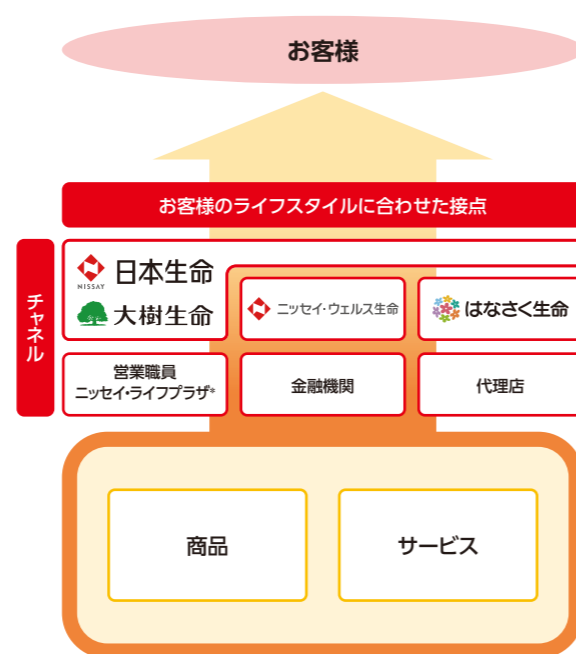 お客様
お客様のライフスタイルに合わせた接点
チャネル
NISSAY
日本生命
大樹生命
ニッセイ・ウェルス生命
はなさく生命
営業職員
ニッセイ・ライフプラザ*
金融機関
代理店
商品
サービス